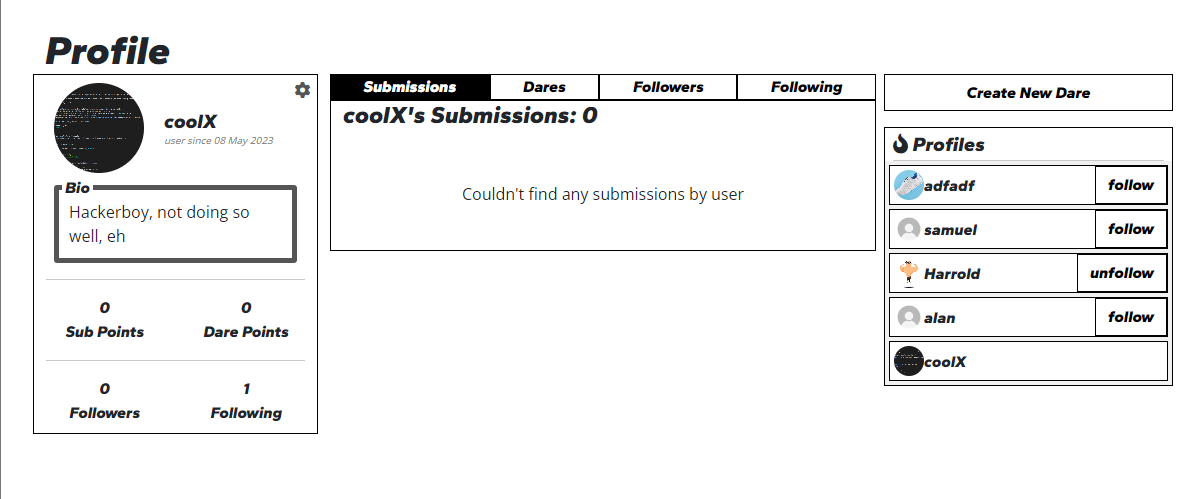 Profile
coolX
user since 08 May 2023
Bio
Hackerboy, not doing so
well, eh
0
Sub Points
0
Dare Points
0
Followers
1
Following
Submissions
Dares
Followers
Following
coolX's Submissions: 0
Couldn't find any submissions by user
Create New Dare
Profiles
adfadf
follow
samuel
follow
Harrold
unfollow
alan
follow
coolX